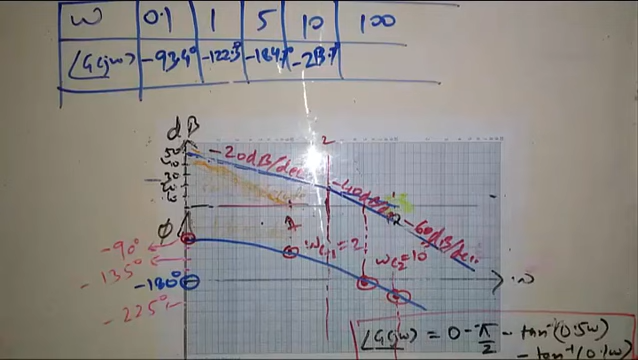 ω 0.1 1 5 10 100
∠G(jω) -93.4° -122.3° -184.7° -213.7°
dB
2
-20dB/dec
-40dB/dec
-60dB/dec
ϕ
-90°
-135°
-180°
-225°
ωc1 = 2
ωc2 = 10
ω
∠G(jω) = 0 - π/2 - tan⁻¹(0.5ω)
- tan⁻¹(0.1ω)